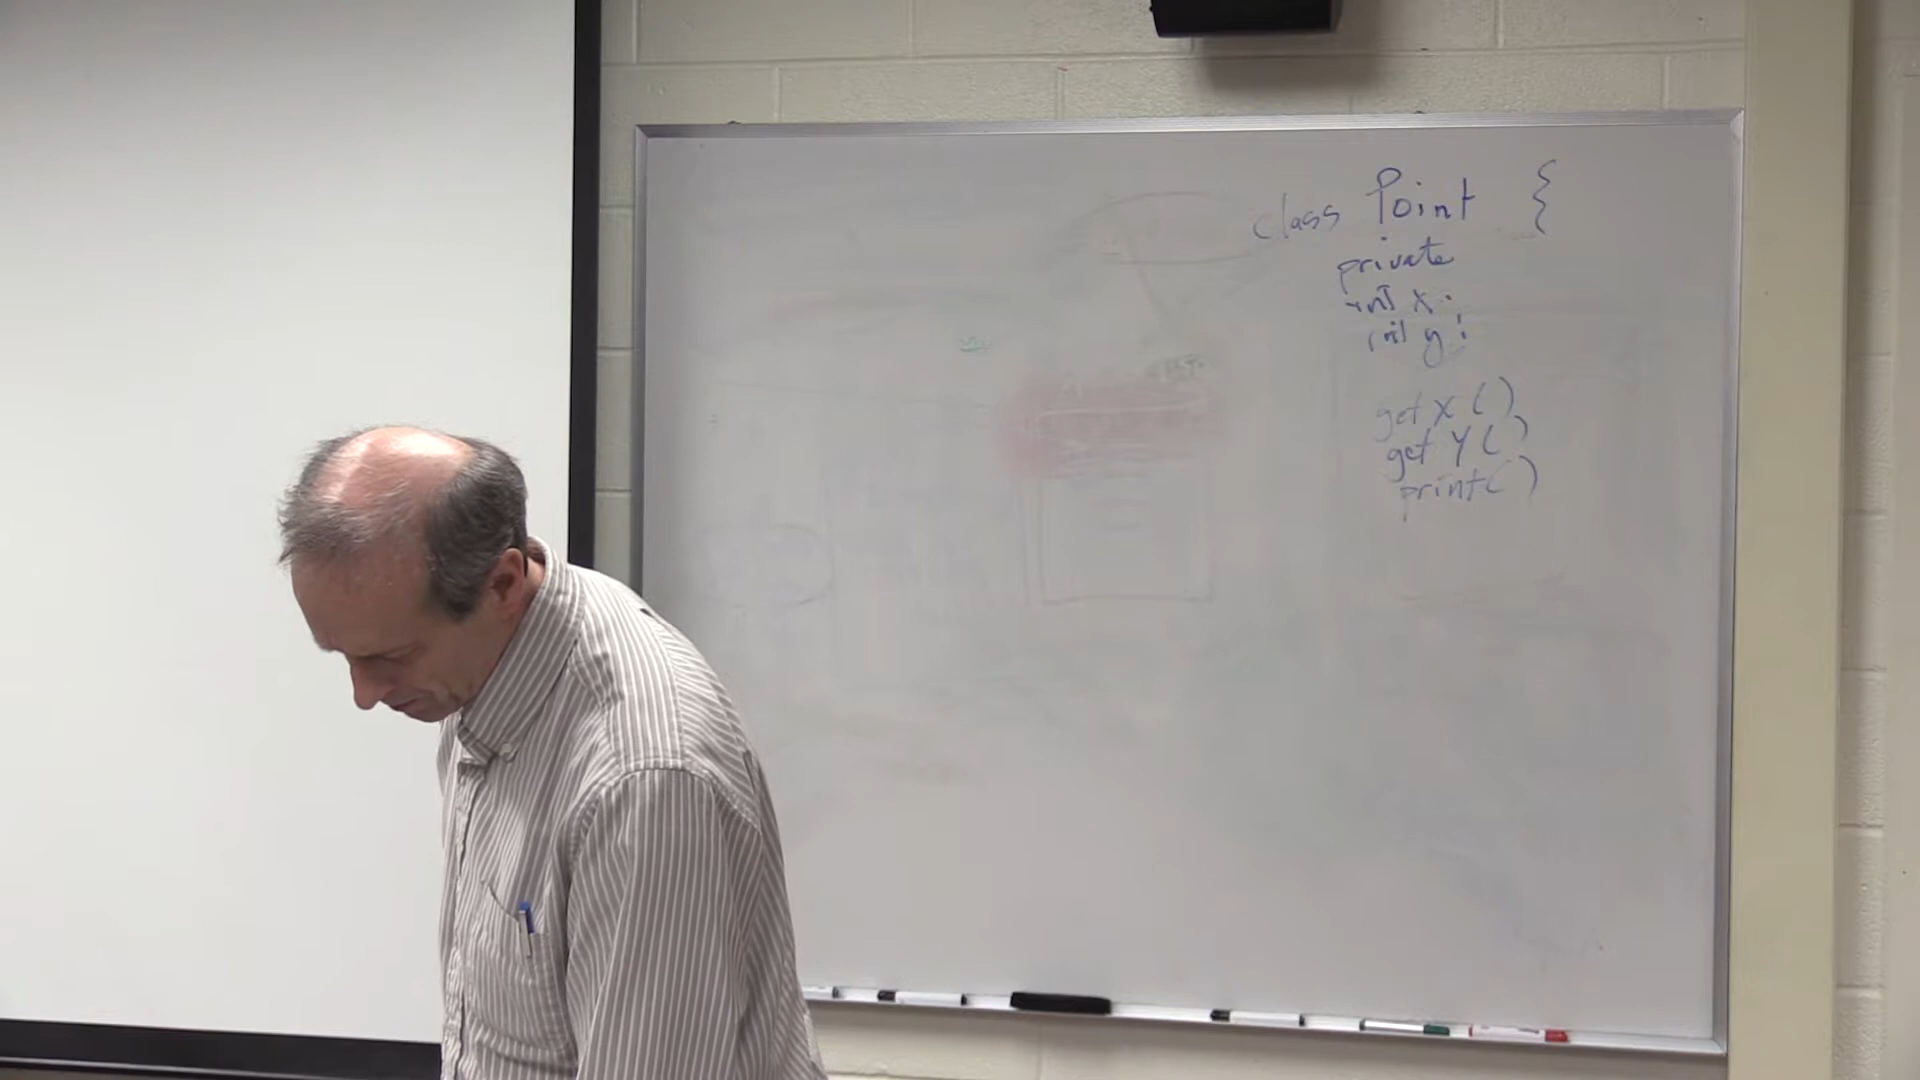 class Point {
private
int x;
int y;
get X ( )
get Y ( )
print( )